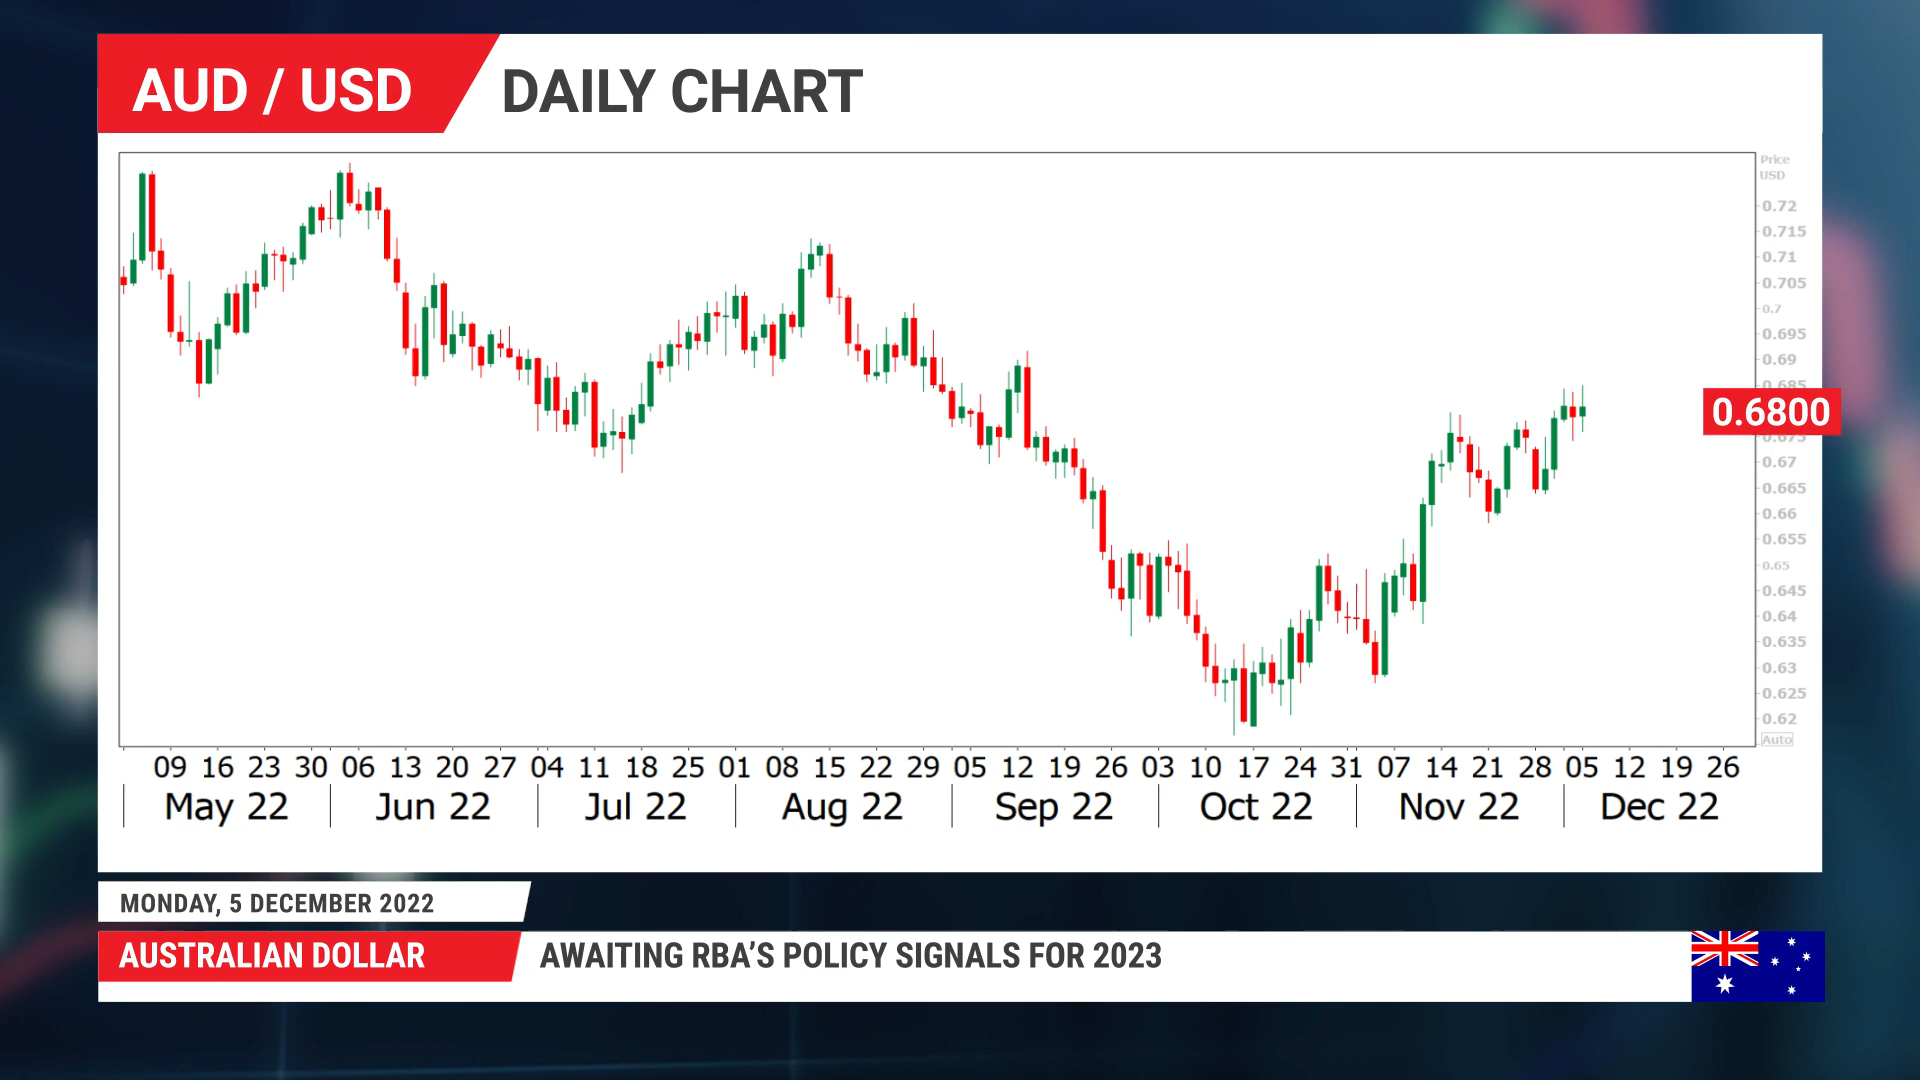 AUD / USD DAILY CHART
Price
USD
0.72
0.715
0.71
0.705
0.7
0.695
0.69
0.685
0.6800
0.675
0.67
0.665
0.66
0.655
0.65
0.645
0.64
0.635
0.63
0.625
0.62
Auto
09 16 23 30 06 13 20 27 04 11 18 25 01 08 15 22 29 05 12 19 26 03 10 17 24 31 07 14 21 28 05 12 19 26
May 22 Jun 22 Jul 22 Aug 22 Sep 22 Oct 22 Nov 22 Dec 22
MONDAY, 5 DECEMBER 2022
AUSTRALIAN DOLLAR AWAITING RBA’S POLICY SIGNALS FOR 2023